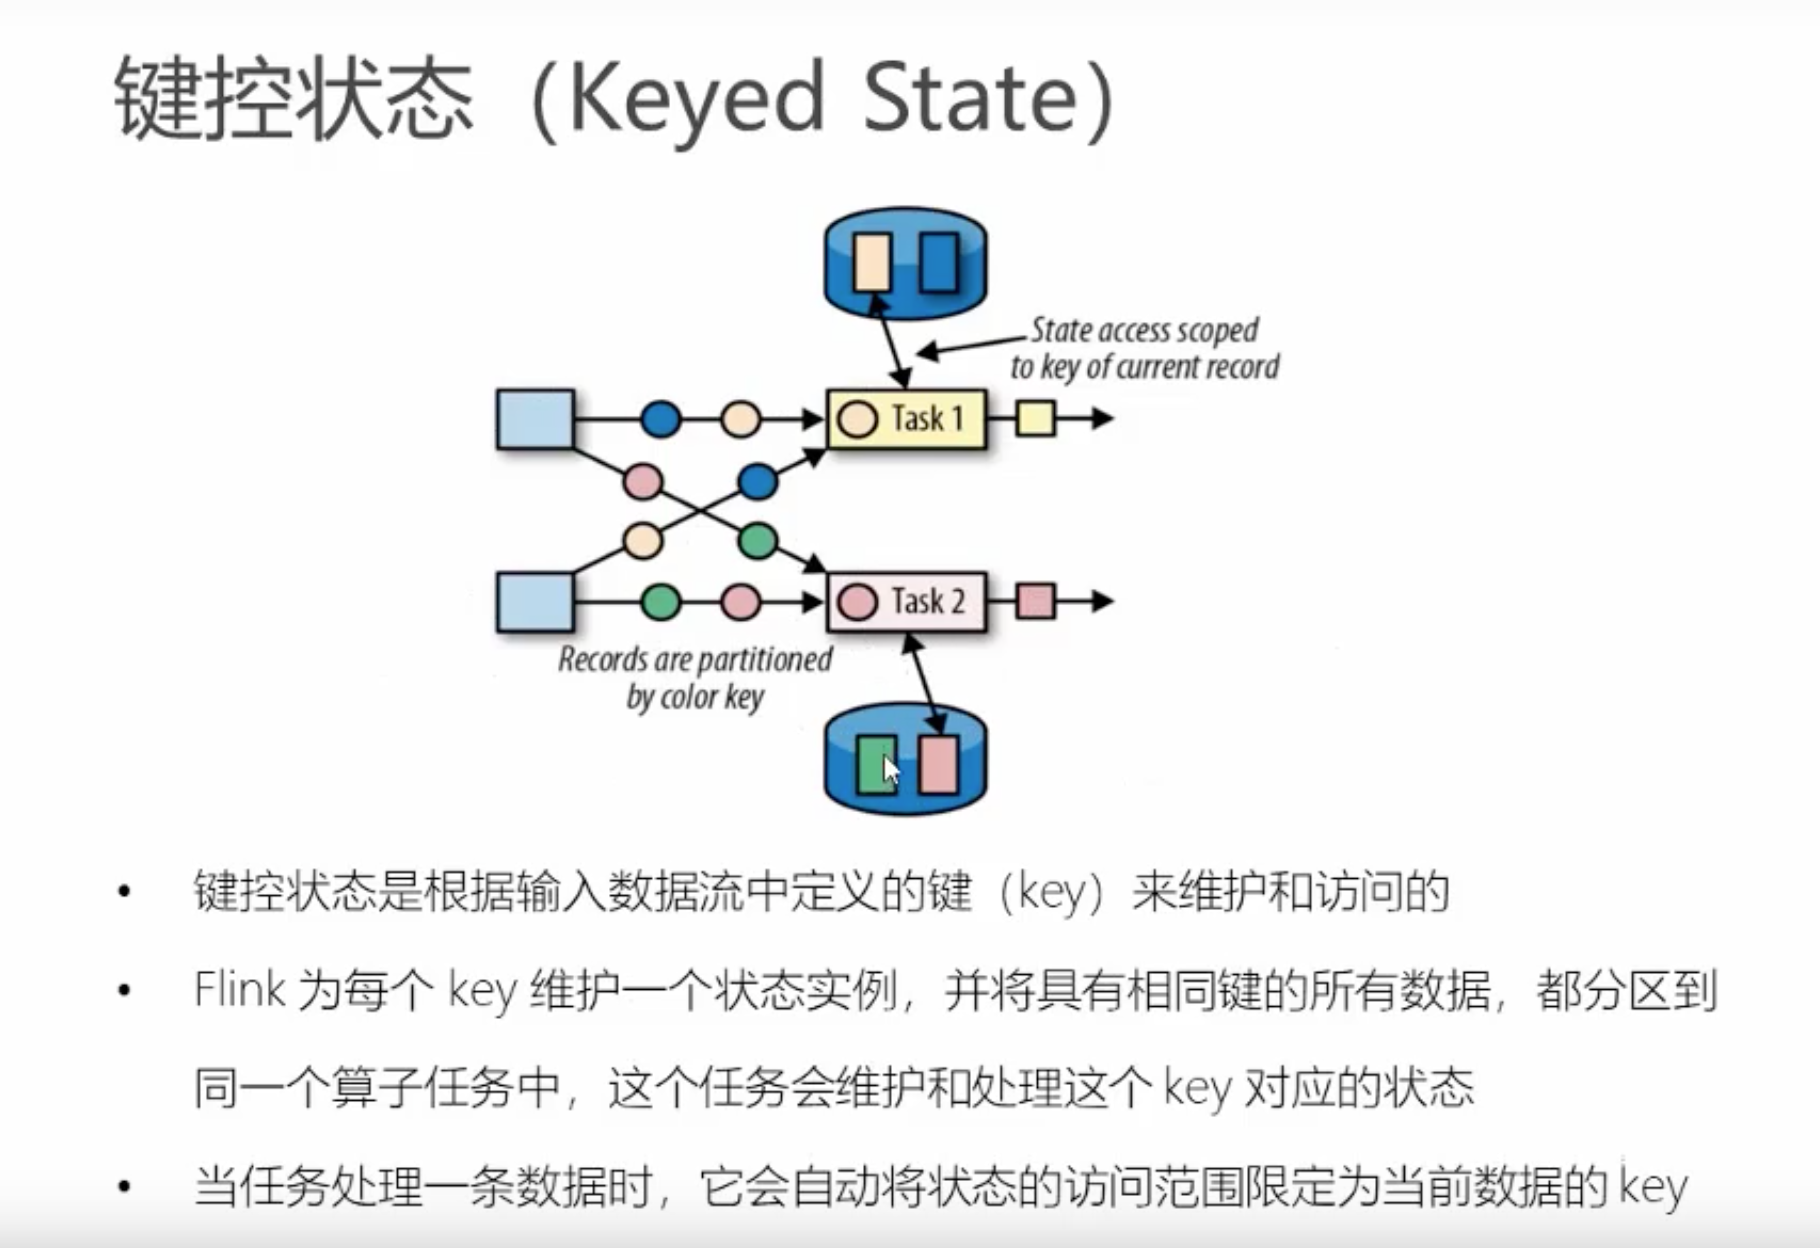 键控状态（Keyed State）
State access scoped
to key of current record
Task 1
Task 2
Records are partitioned
by color key
• 键控状态是根据输入数据流中定义的键（key）来维护和访问的
• Flink 为每个 key 维护一个状态实例，并将具有相同键的所有数据，都分区到
同一个算子任务中，这个任务会维护和处理这个 key 对应的状态
• 当任务处理一条数据时，它会自动将状态的访问范围限定为当前数据的 key